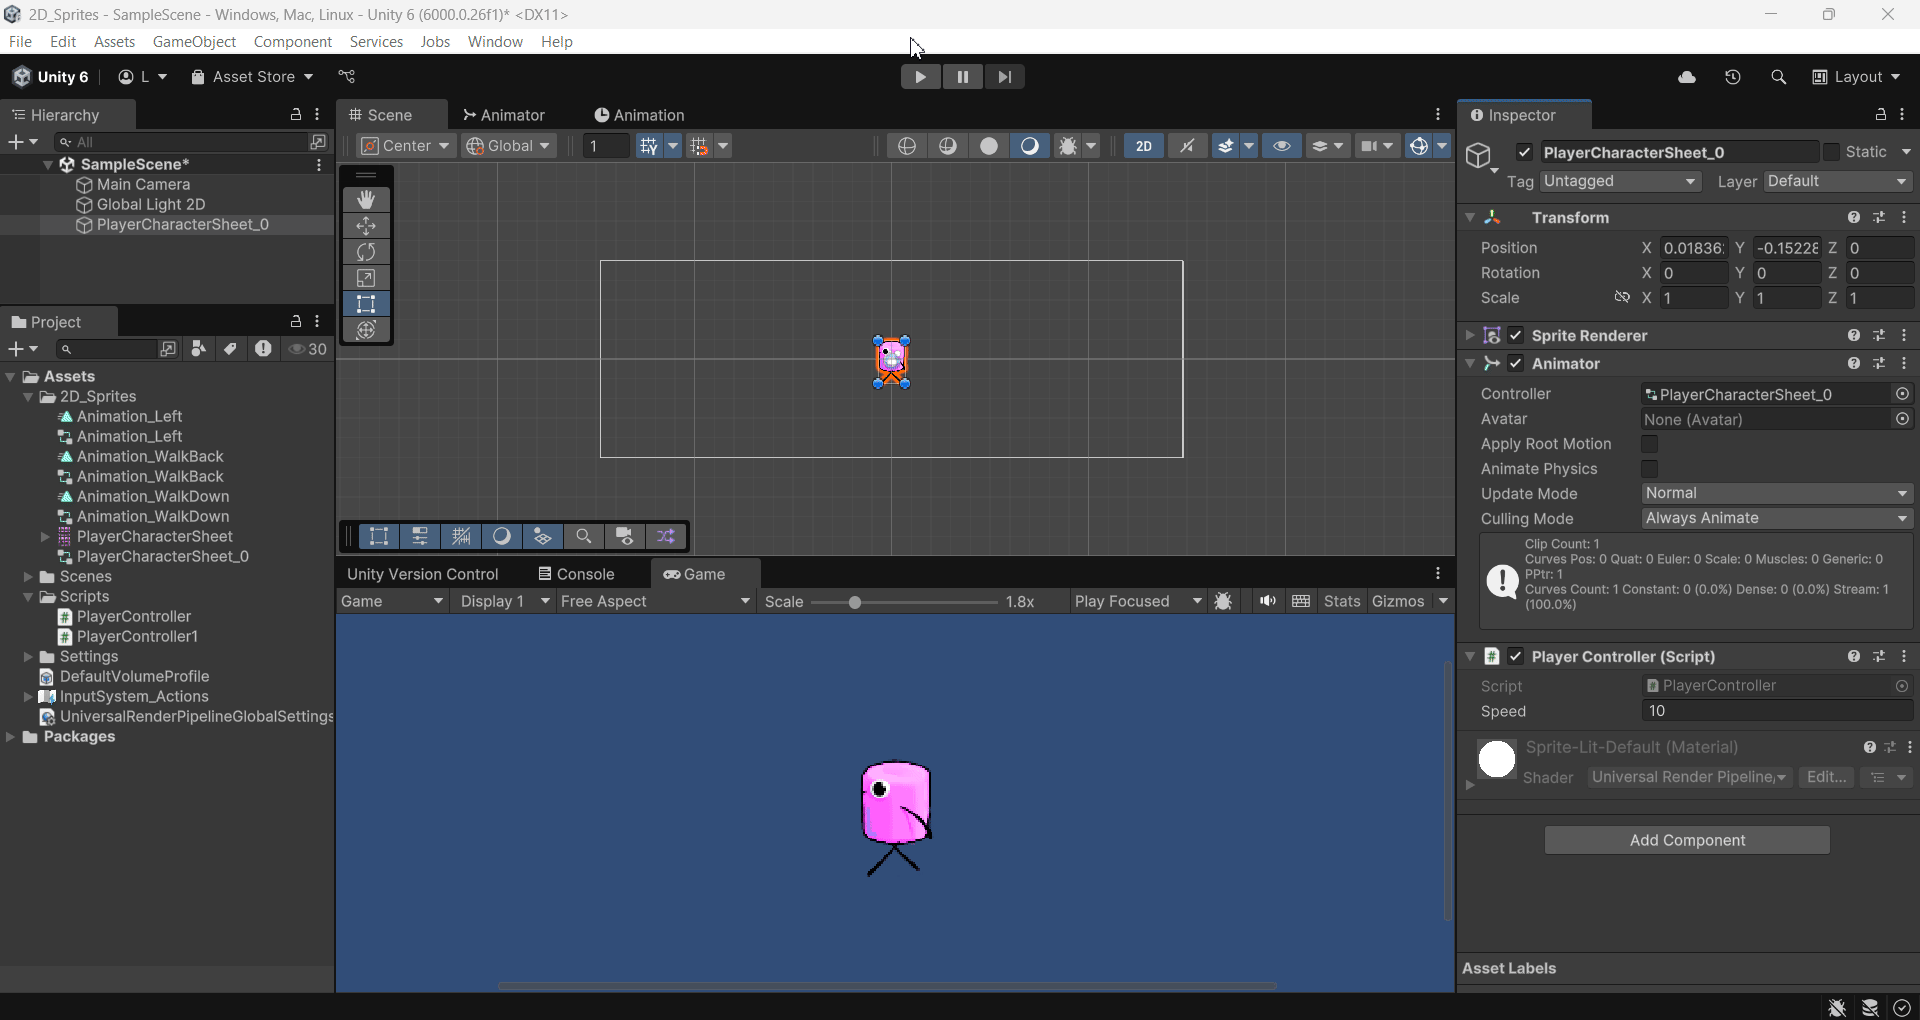 2D_Sprites - SampleScene - Windows, Mac, Linux - Unity 6 (6000.0.26f1)* <DX11>
File Edit Assets GameObject Component Services Jobs Window Help
Unity 6 L Asset Store Layout
Hierarchy
All
SampleScene*
Main Camera
Global Light 2D
PlayerCharacterSheet_0
Project
30
Assets
2D_Sprites
Animation_Left
Animation_Left
Animation_WalkBack
Animation_WalkBack
Animation_WalkDown
Animation_WalkDown
PlayerCharacterSheet
PlayerCharacterSheet_0
Scenes
Scripts
PlayerController
PlayerController1
Settings
DefaultVolumeProfile
InputSystem_Actions
UniversalRenderPipelineGlobalSettings
Packages
Scene Animator Animation
Center Global 1 2D
Unity Version Control Console Game
Game Display 1 Free Aspect Scale 1.8x Play Focused Stats Gizmos
Inspector
PlayerCharacterSheet_0 Static
Tag Untagged Layer Default
Transform
Position X 0.01836 Y -0.15228 Z 0
Rotation X 0 Y 0 Z 0
Scale X 1 Y 1 Z 1
Sprite Renderer
Animator
Controller PlayerCharacterSheet_0
Avatar None (Avatar)
Apply Root Motion
Animate Physics
Update Mode Normal
Culling Mode Always Animate
Clip Count: 1
Curves Pos: 0 Quat: 0 Euler: 0 Scale: 0 Muscles: 0 Generic: 0
PPtr: 1
Curves Count: 1 Constant: 0 (0.0%) Dense: 0 (0.0%) Stream: 1
(100.0%)
Player Controller (Script)
Script PlayerController
Speed 10
Sprite-Lit-Default (Material)
Shader Universal Render Pipeline/ Edit...
Add Component
Asset Labels